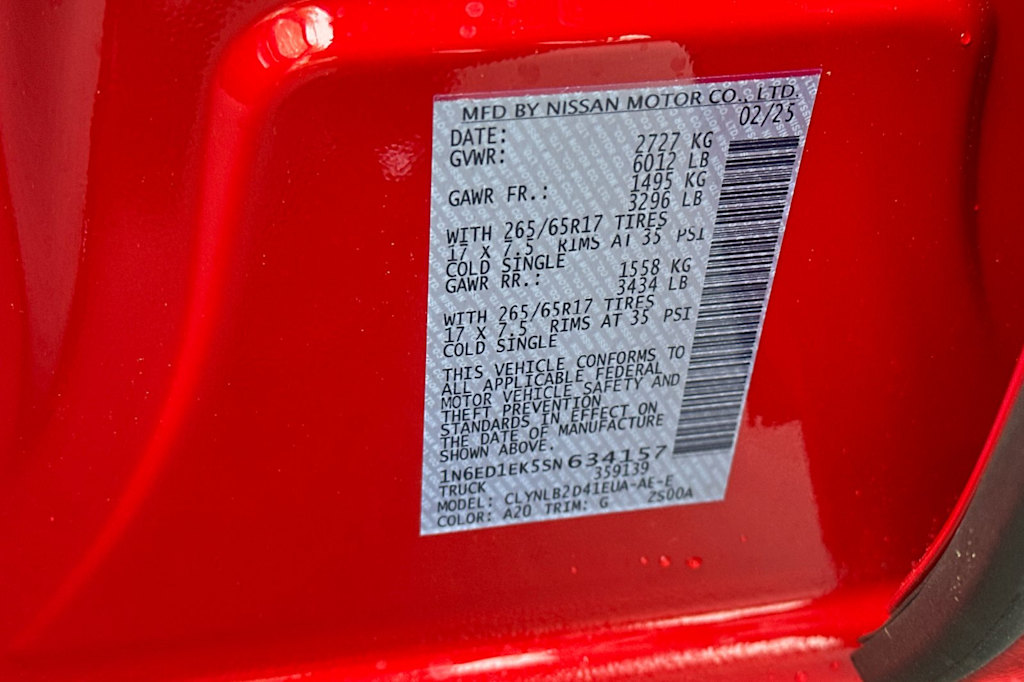 MFD BY NISSAN MOTOR CO., LTD.
DATE: 02/25
GVWR: 2727 KG
6012 LB
GAWR FR.: 1495 KG
3296 LB
WITH 265/65R17 TIRES
17 X 7.5 RIMS AT 35 PSI
COLD SINGLE
GAWR RR.: 1558 KG
3434 LB
WITH 265/65R17 TIRES
17 X 7.5 RIMS AT 35 PSI
COLD SINGLE
THIS VEHICLE CONFORMS TO
ALL APPLICABLE FEDERAL
MOTOR VEHICLE SAFETY AND
THEFT PREVENTION
STANDARDS IN EFFECT ON
THE DATE OF MANUFACTURE
SHOWN ABOVE.
1N6ED1EK5SN634157
TRUCK 359139
MODEL: CLYNLB2D41EUA-AE-E
COLOR: A20 TRIM: G 2S00A